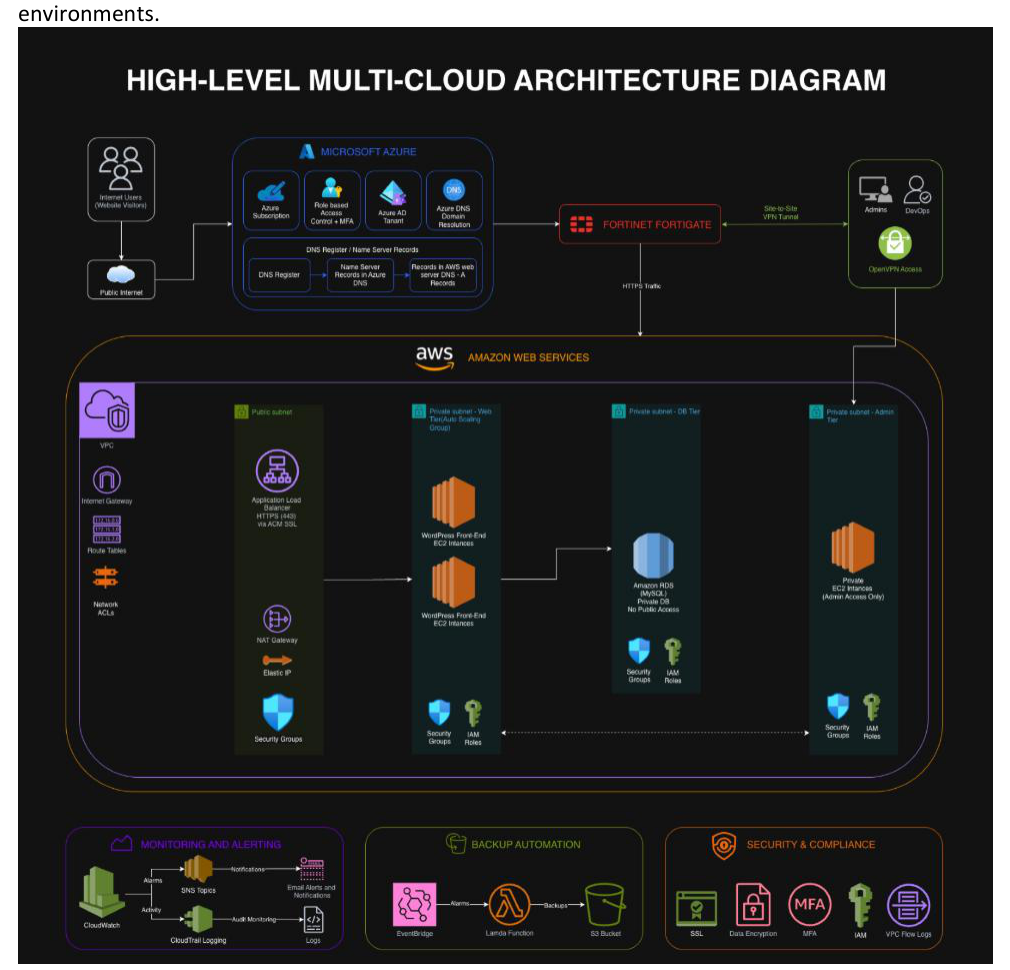 environments.
HIGH-LEVEL MULTI-CLOUD ARCHITECTURE DIAGRAM
Internet Users
(Website Visitors)
Public Internet
MICROSOFT AZURE
Azure
Subscription
Role based
Access
Control + MFA
Azure AD
Tanant
DNS
Azure DNS
Domain
Resolution
DNS Register / Name Server Records
DNS Register
Name Server
Records in Azure
DNS
Records in AWS web
server DNS - A
Records
FORTINET FORTIGATE
Site-to-Site
VPN Tunnel
Admins
DevOps
OpenVPN Access
HTTPS Traffic
aws
AMAZON WEB SERVICES
VPC
Internet Gateway
Route Tables
Network
ACLs
Public subnet
Application Load
Balancer
HTTPS (443)
via ACM SSL
NAT Gateway
Elastic IP
Security Groups
Private subnet - Web
Tier(Auto Scaling
Group)
WordPress Front-End
EC2 Intances
WordPress Front-End
EC2 Intances
Security
Groups
IAM
Roles
Private subnet - DB Tier
Amazon RDS
(MySQL)
Private DB
No Public Access
Security
Groups
IAM
Roles
Private subnet - Admin
Tier
Private
EC2 Intances
(Admin Access Only)
Security
Groups
IAM
Roles
MONITORING AND ALERTING
CloudWatch
Alarms
Activity
SNS Topics
Notifications
Email Alerts and
Notifications
CloudTrail Logging
Audit Monitoring
Logs
BACKUP AUTOMATION
EventBridge
Alarms
Lamda Function
Backups
S3 Bucket
SECURITY & COMPLIANCE
SSL
Data Encryption
MFA
MFA
IAM
VPC Flow Logs